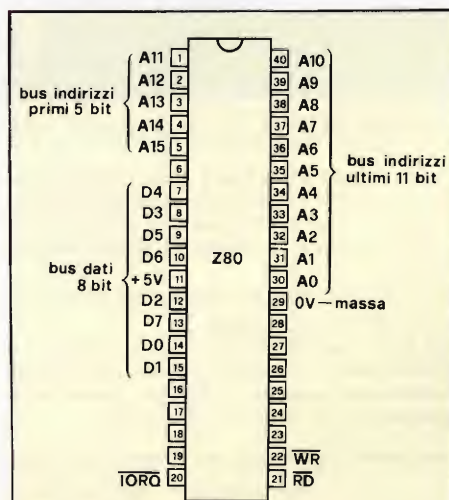 A11 1
A12 2
A13 3
A14 4
A15 5
bus indirizzi
primi 5 bit
6
D4 7
D3 8
D5 9
D6 10
+5V 11
D2 12
D7 13
D0 14
D1 15
bus dati
8 bit
16
17
18
19
IORQ 20
Z80
40 A10
39 A9
38 A8
37 A7
36 A6
35 A5
34 A4
33 A3
32 A2
31 A1
30 A0
bus indirizzi
ultimi 11 bit
29 0V — massa
28
27
26
25
24
23
22 WR
21 RD